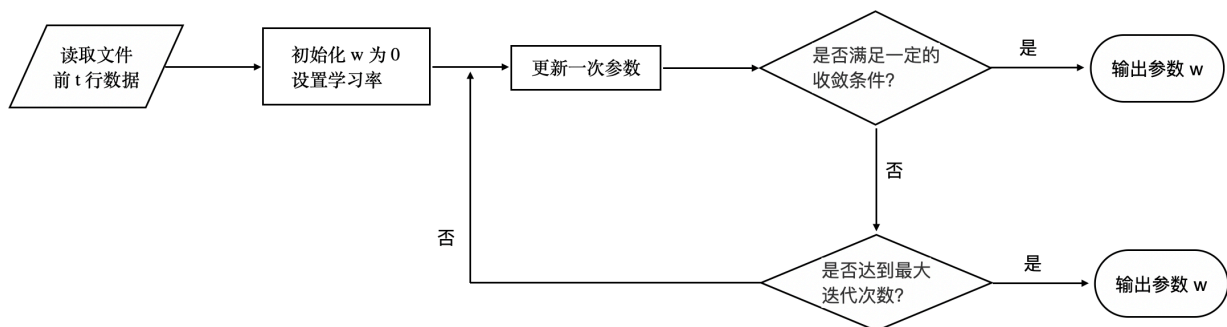 读取文件
前 t 行数据
初始化 w 为 0
设置学习率
更新一次参数
是否满足一定的
收敛条件?
是
输出参数 w
否
否
是否达到最大
迭代次数?
是
输出参数 w